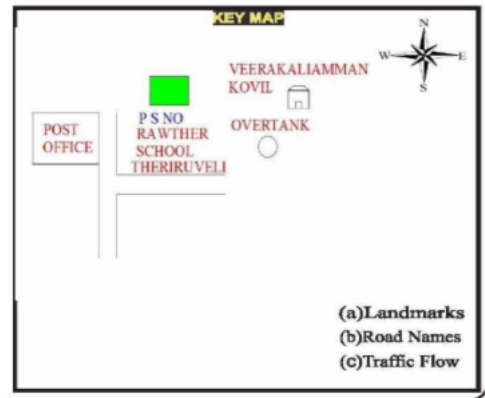 KEY MAP
N
W
E
S
VEERAKALIAMMAN
KOVIL
P S NO
RAWTHER
SCHOOL
THERIRUVELI
POST
OFFICE
OVERTANK
(a)Landmarks
(b)Road Names
(c)Traffic Flow